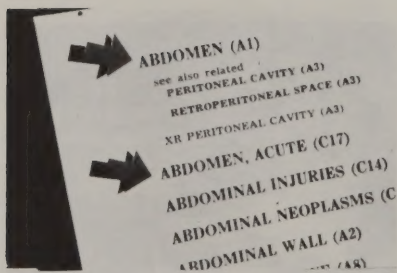 ABDOMEN (A1)
see also related
PERITONEAL CAVITY (A3)
RETROPERITONEAL SPACE (A3)
XR PERITONEAL CAVITY (A3)
ABDOMEN, ACUTE (C17)
ABDOMINAL INJURIES (C14)
ABDOMINAL NEOPLASMS (C
ABDOMINAL WALL (A2)
(A8)